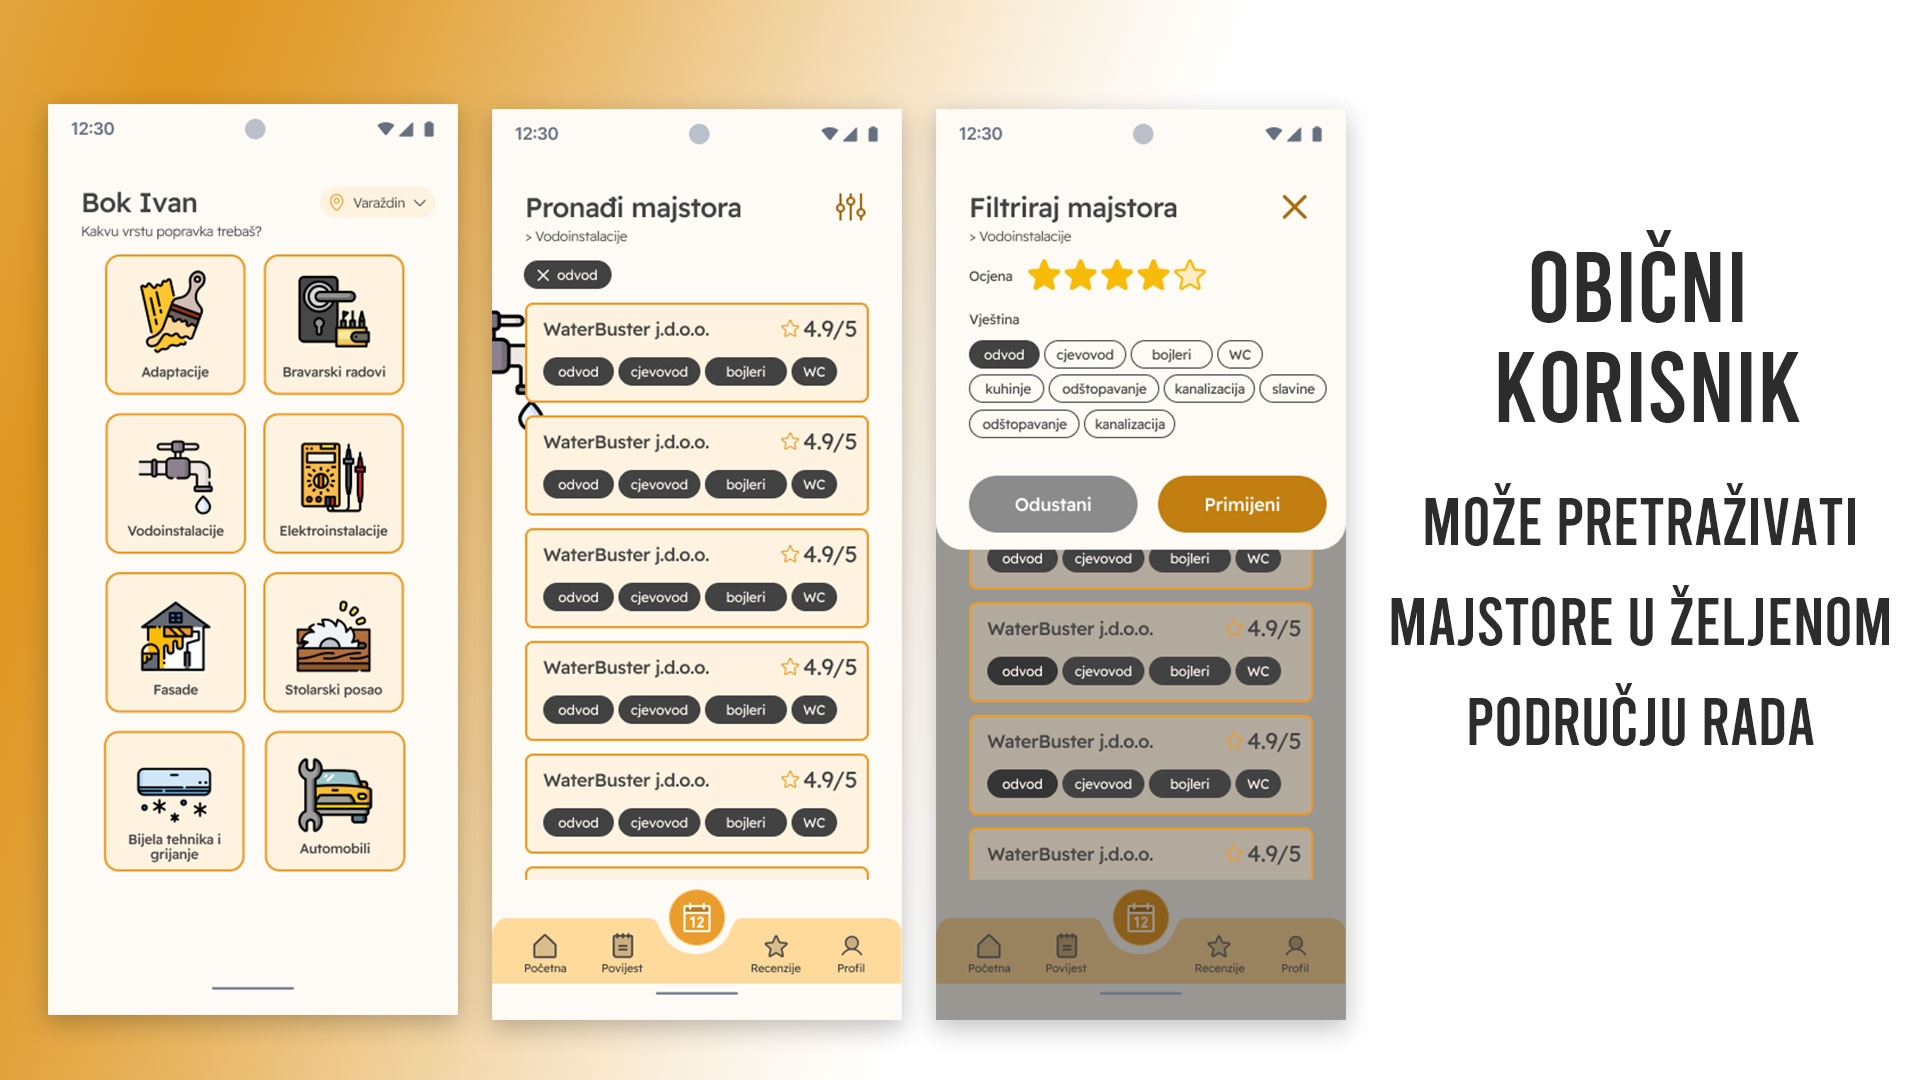 12:30
Bok Ivan
Varaždin
Kakvu vrstu popravka trebaš?
Adaptacije
Bravarski radovi
Vodoinstalacije
Elektroinstalacije
Fasade
Stolarski posao
Bijela tehnika i
grijanje
Automobili
12:30
Pronađi majstora
> Vodoinstalacije
odvod
WaterBuster j.d.o.o. 4.9/5
odvod cjevovod bojleri WC
WaterBuster j.d.o.o. 4.9/5
odvod cjevovod bojleri WC
WaterBuster j.d.o.o. 4.9/5
odvod cjevovod bojleri WC
WaterBuster j.d.o.o. 4.9/5
odvod cjevovod bojleri WC
WaterBuster j.d.o.o. 4.9/5
odvod cjevovod bojleri WC
12
Početna Povijest Recenzije Profil
12:30
Filtriraj majstora
> Vodoinstalacije
Ocjena
Vještina
odvod cjevovod bojleri WC
kuhinje odštopavanje kanalizacija slavine
odštopavanje kanalizacija
Odustani Primijeni
odvod cjevovod bojleri WC
WaterBuster j.d.o.o. 4.9/5
odvod cjevovod bojleri WC
WaterBuster j.d.o.o. 4.9/5
odvod cjevovod bojleri WC
WaterBuster j.d.o.o. 4.9/5
12
Početna Povijest Recenzije Profil
OBIČNI
KORISNIK
MOŽE PRETRAŽIVATI
MAJSTORE U ŽELJENOM
PODRUČJU RADA